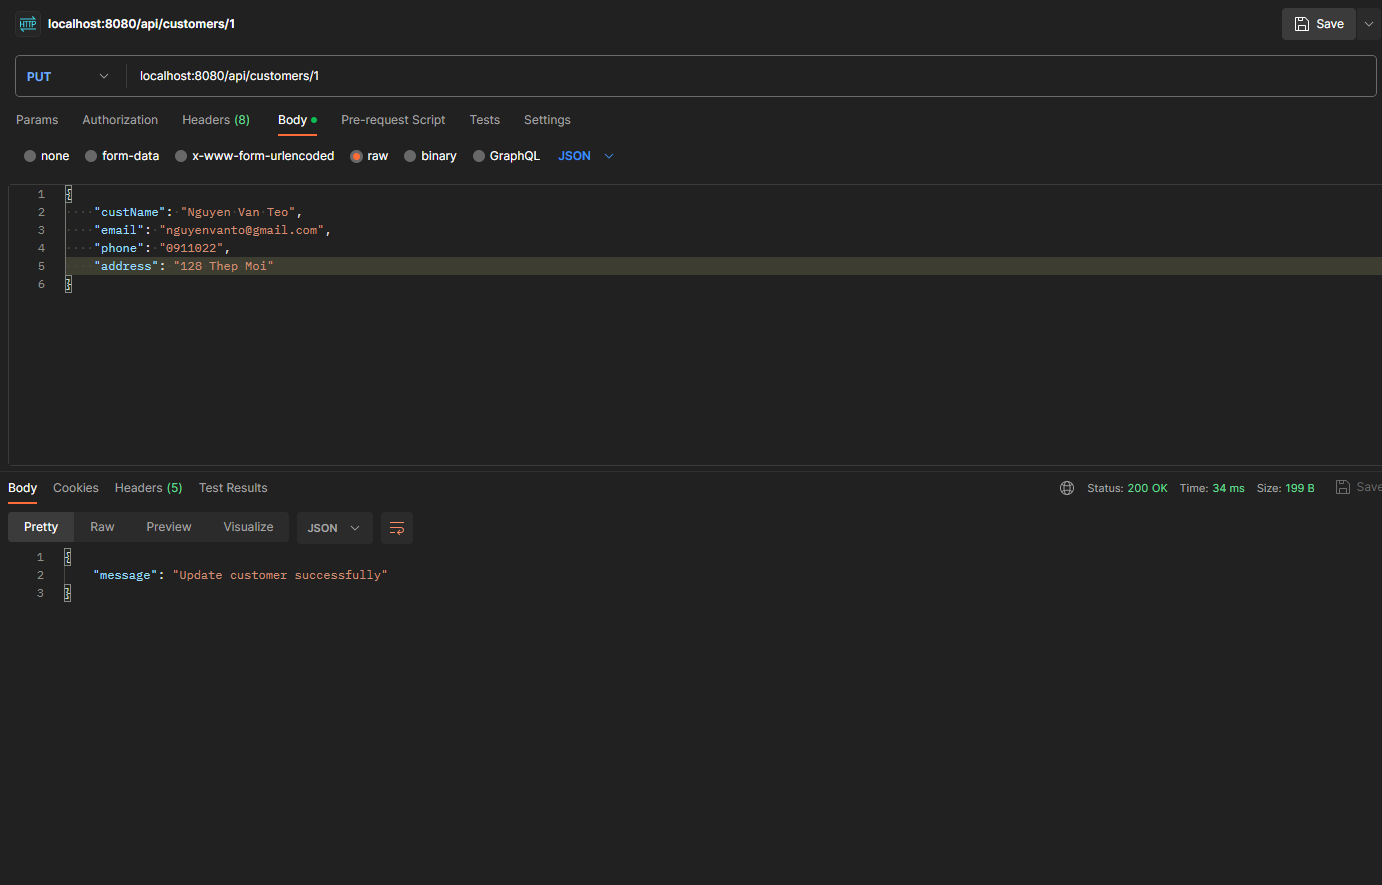 HTTP localhost:8080/api/customers/1 Save
PUT localhost:8080/api/customers/1
Params Authorization Headers (8) Body Pre-request Script Tests Settings
none form-data x-www-form-urlencoded raw binary GraphQL JSON
1 {
2 "custName": "Nguyen Van Teo",
3 "email": "nguyenvanto@gmail.com",
4 "phone": "0911022",
5 "address": "128 Thep Moi"
6 }
Body Cookies Headers (5) Test Results Status: 200 OK Time: 34 ms Size: 199 B Save
Pretty Raw Preview Visualize JSON
1 {
2 "message": "Update customer successfully"
3 }